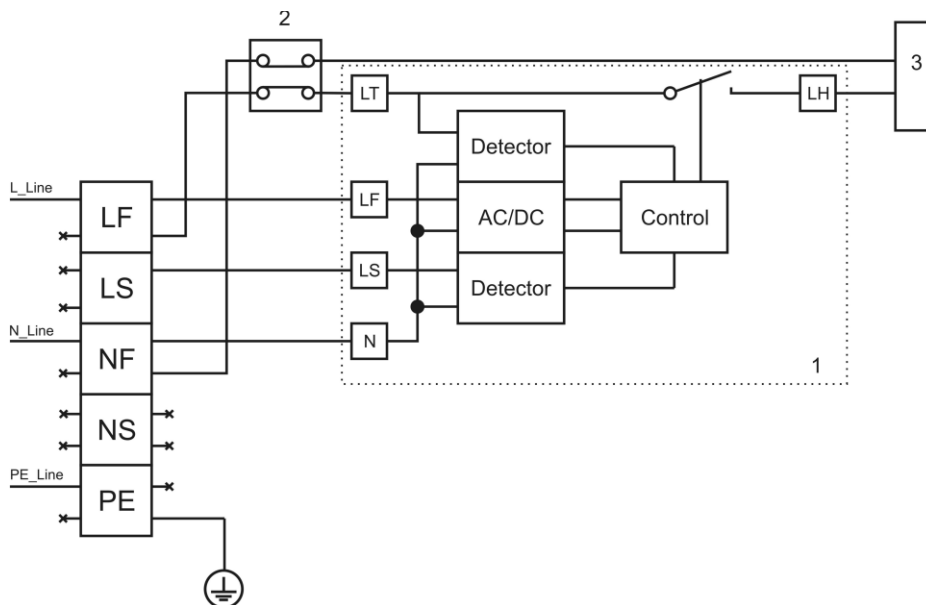 2
3
LT
LH
Detector
L_Line
LF
LF
AC/DC
Control
LS
LS
Detector
N_Line
NF
N
1
NS
PE_Line
PE